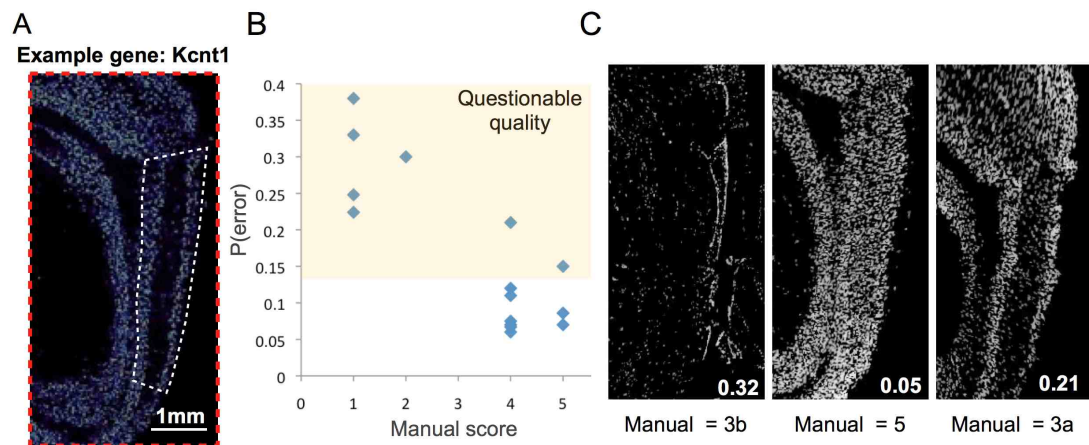 A
Example gene: Kcnt1
1mm
B
Questionable
quality
P(error)
0.4
0.35
0.3
0.25
0.2
0.15
0.1
0.05
0
0 1 2 3 4 5
Manual score
C
0.32
0.05
0.21
Manual = 3b
Manual = 5
Manual = 3a